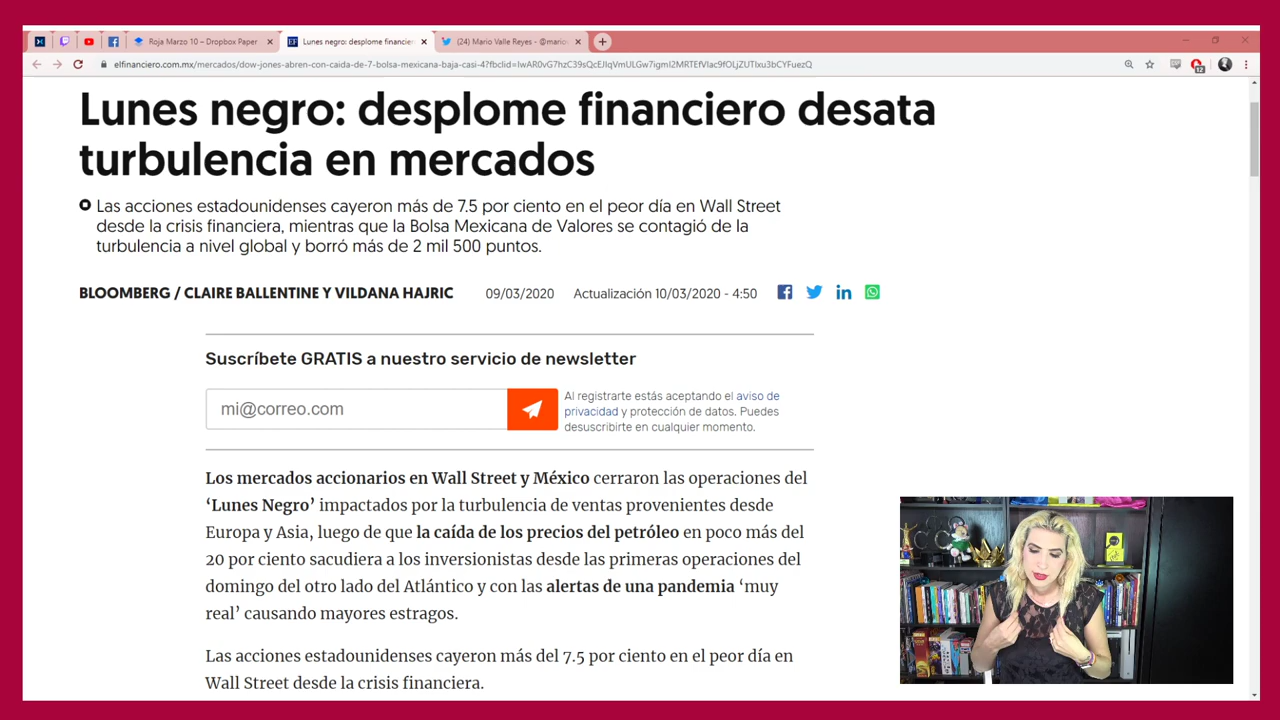 Roja Marzo 10 – Dropbox Paper
Lunes negro: desplome financier
(24) Mario Valle Reyes - @mario
elfinanciero.com.mx/mercados/dow-jones-abren-con-caida-de-7-bolsa-mexicana-baja-casi-4?fbclid=
12
Lunes negro: desplome financiero desata
turbulencia en mercados
Las acciones estadounidenses cayeron más de 7.5 por ciento en el peor día en Wall Street
desde la crisis financiera, mientras que la Bolsa Mexicana de Valores se contagió de la
turbulencia a nivel global y borró más de 2 mil 500 puntos.
BLOOMBERG / CLAIRE BALLENTINE Y VILDANA HAJRIC 09/03/2020 Actualización 10/03/2020 - 4:50
Suscríbete GRATIS a nuestro servicio de newsletter
mi@correo.com
Al registrarte estás aceptando el aviso de
privacidad y protección de datos. Puedes
desuscribirte en cualquier momento.
Los mercados accionarios en Wall Street y México cerraron las operaciones del
‘Lunes Negro’ impactados por la turbulencia de ventas provenientes desde
Europa y Asia, luego de que la caída de los precios del petróleo en poco más del
20 por ciento sacudiera a los inversionistas desde las primeras operaciones del
domingo del otro lado del Atlántico y con las alertas de una pandemia ‘muy
real’ causando mayores estragos.
Las acciones estadounidenses cayeron más del 7.5 por ciento en el peor día en
Wall Street desde la crisis financiera.